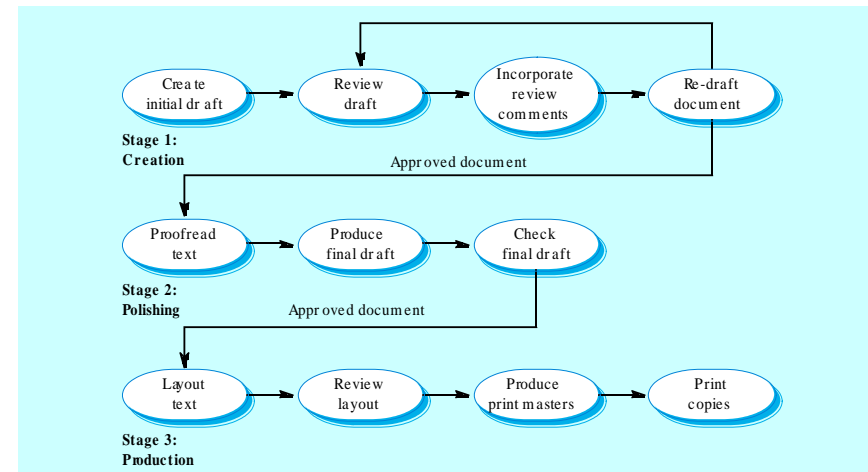 Create
initial draft
Review
draft
Incorporate
review
comments
Re-draft
document
Stage 1:
Creation
Approved document
Proofread
text
Produce
final draft
Check
final draft
Stage 2:
Polishing
Approved document
Layout
text
Review
layout
Produce
print masters
Print
copies
Stage 3:
Production